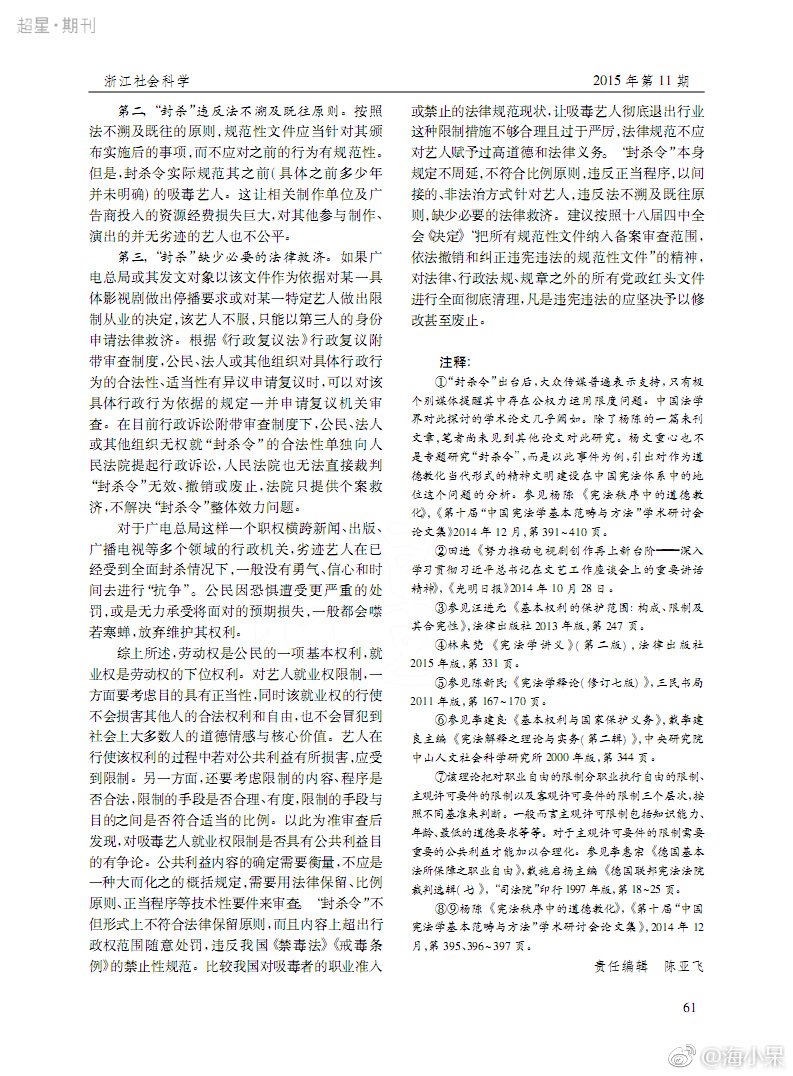 超星·期刊
浙江社会科学
2015 年第 11 期
第二，“封杀”违反法不溯及既往原则。按照
法不溯及既往的原则，规范性文件应当针对其颁
布实施后的事项，而不应对之前的行为有规范性。
但是，封杀令实际规范其之前（具体之前多少年
并未明确）的吸毒艺人。这让相关制作单位及广
告商投入的资源经费损失巨大，对其他参与制作、
演出的并无劣迹的艺人也不公平。
第三，“封杀”缺少必要的法律救济。如果广
电总局或其发文对象以该文件作为依据对某一具
体影视剧做出停播要求或对某一特定艺人做出限
制从业的决定，该艺人不服，只能以第三人的身份
申请法律救济。根据《行政复议法》行政复议附
带审查制度，公民、法人或其他组织对具体行政行
为的合法性、适当性有异议申请复议时，可以对该
具体行政行为依据的规定一并申请复议机关审
查。在目前行政诉讼附带审查制度下，公民、法人
或其他组织无权就“封杀令”的合法性单独向人
民法院提起行政诉讼，人民法院也无法直接裁判
“封杀令”无效、撤销或废止，法院只提供个案救
济，不解决“封杀令”整体效力问题。
对于广电总局这样一个职权横跨新闻、出版、
广播电视等多个领域的行政机关，劣迹艺人在已
经受到全面封杀情况下，一般没有勇气、信心和时
间去进行“抗争”。公民因恐惧遭受更严重的处
罚，或是无力承受将面对的预期损失，一般都会噤
若寒蝉，放弃维护其权利。
综上所述，劳动权是公民的一项基本权利，就
业权是劳动权的下位权利。对艺人就业权限制，一
方面要考虑目的具有正当性，同时该就业权的行使
不会损害其他人的合法权利和自由，也不会冒犯到
社会上大多数人的道德情感与核心价值。艺人在
行使该权利的过程中若对公共利益有所损害，应受
到限制。另一方面，还要考虑限制的内容、程序是
否合法，限制的手段是否合理、有度，限制的手段与
目的之间是否符合适当的比例。以此为准审查后
发现，对吸毒艺人就业权限制是否具有公共利益目
的有争论。公共利益内容的确定需要衡量，不应是
一种大而化之的概括规定，需要用法律保留、比例
原则、正当程序等技术性要件来审查。“封杀令”不
但形式上不符合法律保留原则，而且内容上超出行
政权范围随意处罚，违反我国《禁毒法》《戒毒条
例》的禁止性规范。比较我国对吸毒者的职业准入
或禁止的法律规范现状，让吸毒艺人彻底退出行业
这种限制措施不够合理且过于严厉，法律规范不应
对艺人赋予过高道德和法律义务。“封杀令”本身
规定不周延，不符合比例原则，违反正当程序，以间
接的、非法治方式针对艺人，违反法不溯及既往原
则，缺少必要的法律救济。建议按照十八届四中全
会《决定》“把所有规范性文件纳入备案审查范围，
依法撤销和纠正违宪违法的规范性文件”的精神，
对法律、行政法规、规章之外的所有党政红头文件
进行全面彻底清理，凡是违宪违法的应坚决予以修
改甚至废止。
注释：
①“封杀令”出台后，大众传媒普遍表示支持，只有极
个别媒体提醒其中存在公权力运用限度问题。中国法学
界对此探讨的学术论文几乎阙如。除了杨陈的一篇未刊
文章，笔者尚未见到其他论文对此研究。杨文重心也不
是专题研究“封杀令”，而是以此事件为例，引出对作为道
德教化当代形式的精神文明建设在中国宪法体系中的地
位这个问题的分析。参见杨陈《宪法秩序中的道德教
化》，《第十届“中国宪法学基本范畴与方法”学术研讨会
论文集》2014 年 12 月，第 391~410 页。
②田进《努力推动电视剧创作再上新台阶——深入
学习贯彻习近平总书记在文艺工作座谈会上的重要讲话
精神》，《光明日报》2014 年 10 月 28 日。
③参见汪进元《基本权利的保护范围：构成、限制及
其合宪性》，法律出版社 2013 年版，第 247 页。
④林来梵《宪法学讲义》（第二版），法律出版社
2015 年版，第 331 页。
⑤参见陈新民《宪法学释论（修订七版）》，三民书局
2011 年版，第 167~170 页。
⑥参见李建良《基本权利与国家保护义务》，载李建
良主编《宪法解释之理论与实务（第二辑）》，中央研究院
中山人文社会科学研究所 2000 年版，第 344 页。
⑦该理论把对职业自由的限制分职业执行自由的限制、
主观许可要件的限制以及客观许可要件的限制三个层次，按
照不同基准来判断。一般而言主观许可限制包括知识能力、
年龄、最低的道德要求等等。对于主观许可要件的限制需要
重要的公共利益才能加以合理化。参见李惠宗《德国基本
法所保障之职业自由》，载施启扬主编《德国联邦宪法法院
裁判选辑（七）》，“司法院”印行 1997 年版，第 18~25 页。
⑧⑨杨陈《宪法秩序中的道德教化》，《第十届“中国
宪法学基本范畴与方法”学术研讨会论文集》，2014 年 12
月，第 395、396~397 页。
责任编辑 陈亚飞
61
@海小呆